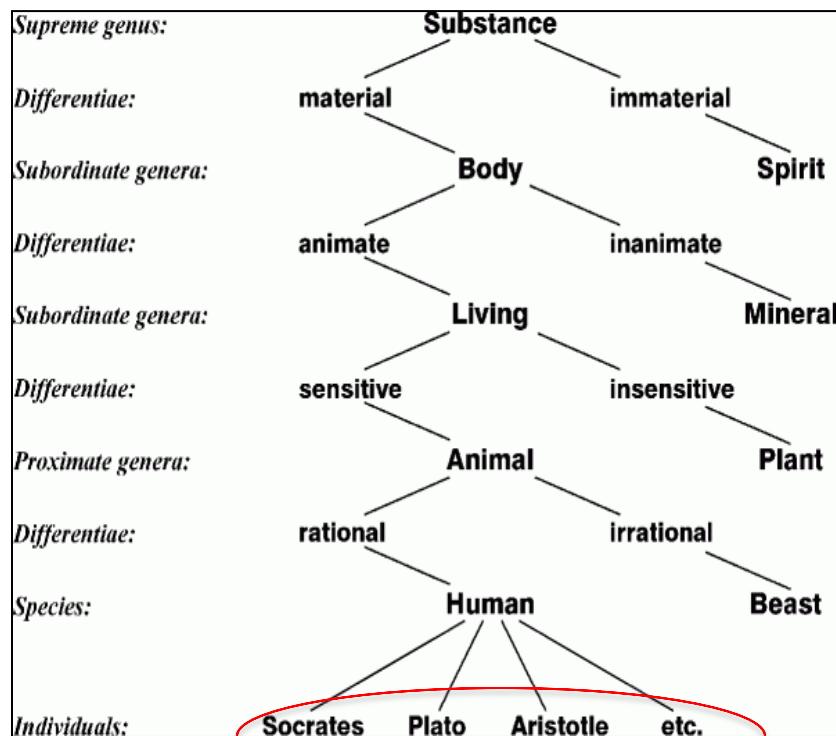 Supreme genus: Substance
Differentiae: material immaterial
Subordinate genera: Body Spirit
Differentiae: animate inanimate
Subordinate genera: Living Mineral
Differentiae: sensitive insensitive
Proximate genera: Animal Plant
Differentiae: rational irrational
Species: Human Beast
Individuals: Socrates Plato Aristotle etc.